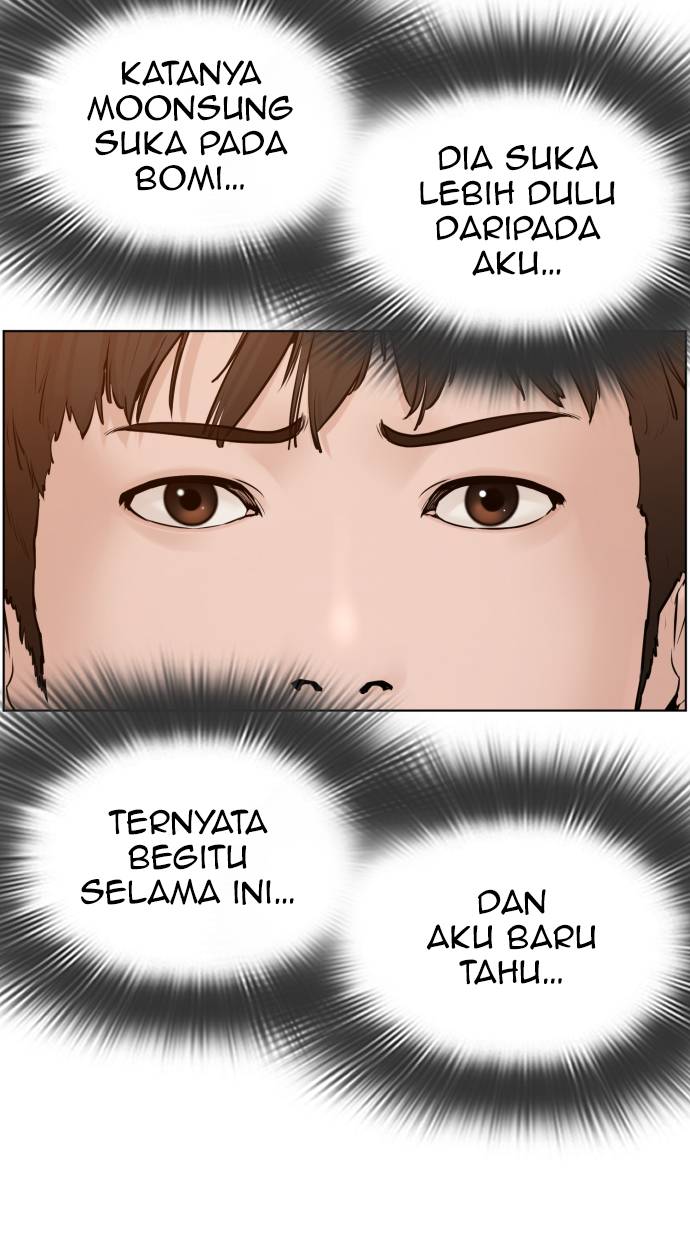 KATANYA
MOONSUNG
SUKA PADA
BOMI...
DIA SUKA
LEBIH DULU
DARIPADA
AKU...
TERNYATA
BEGITU
SELAMA INI...
DAN
AKU BARU
TAHU...